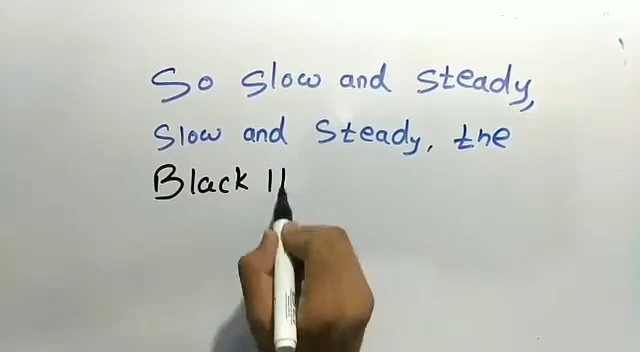 So slow and steady,
Slow and Steady, the
Black